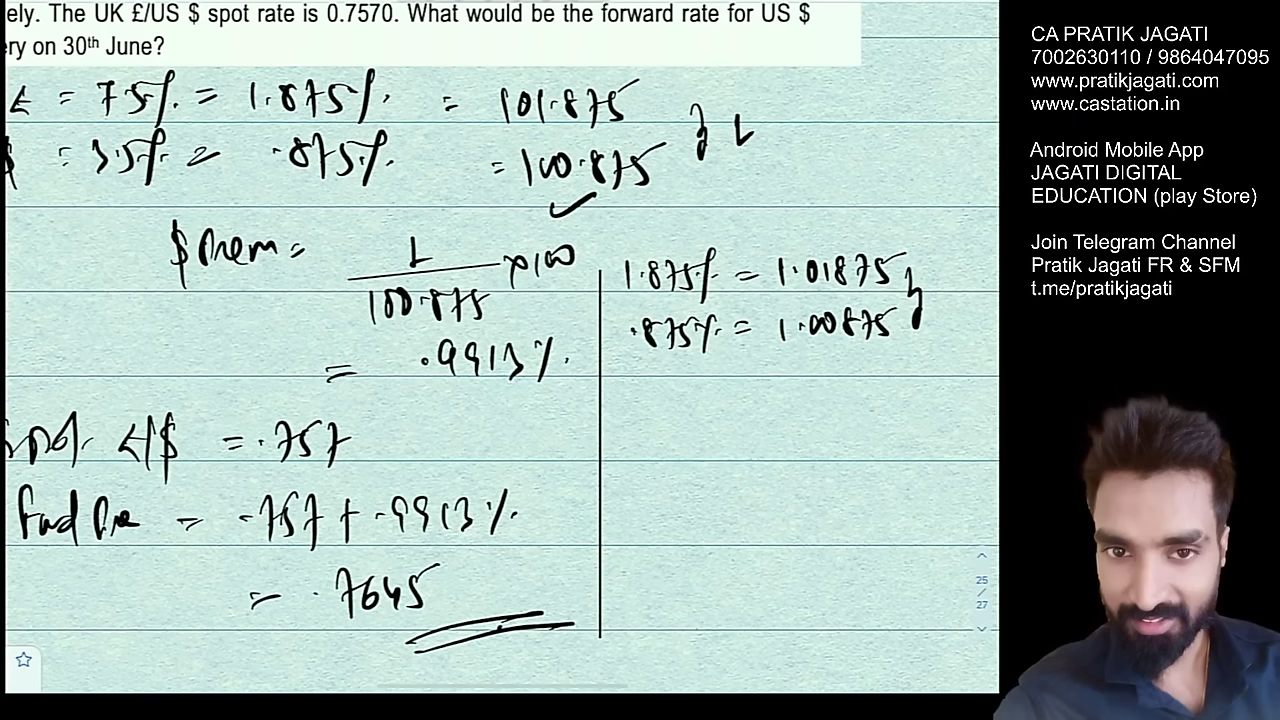 ely. The UK £/US $ spot rate is 0.7570. What would be the forward rate for US $
ery on 30th June?
£ = 7.5% = 1.875% = 101.875
$ = 3.5% = .875% = 100.875
} 1
$ Prem = 1 / 100.875 × 100
= .9913%
Spot £/$ = .757
Fwd = .757 + .9913%
= .7645
1.875% = 1.01875
.875% = 1.00875 }
25
/
27
CA PRATIK JAGATI
7002630110 / 9864047095
www.pratikjagati.com
www.castation.in
Android Mobile App
JAGATI DIGITAL
EDUCATION (play Store)
Join Telegram Channel
Pratik Jagati FR & SFM
t.me/pratikjagati